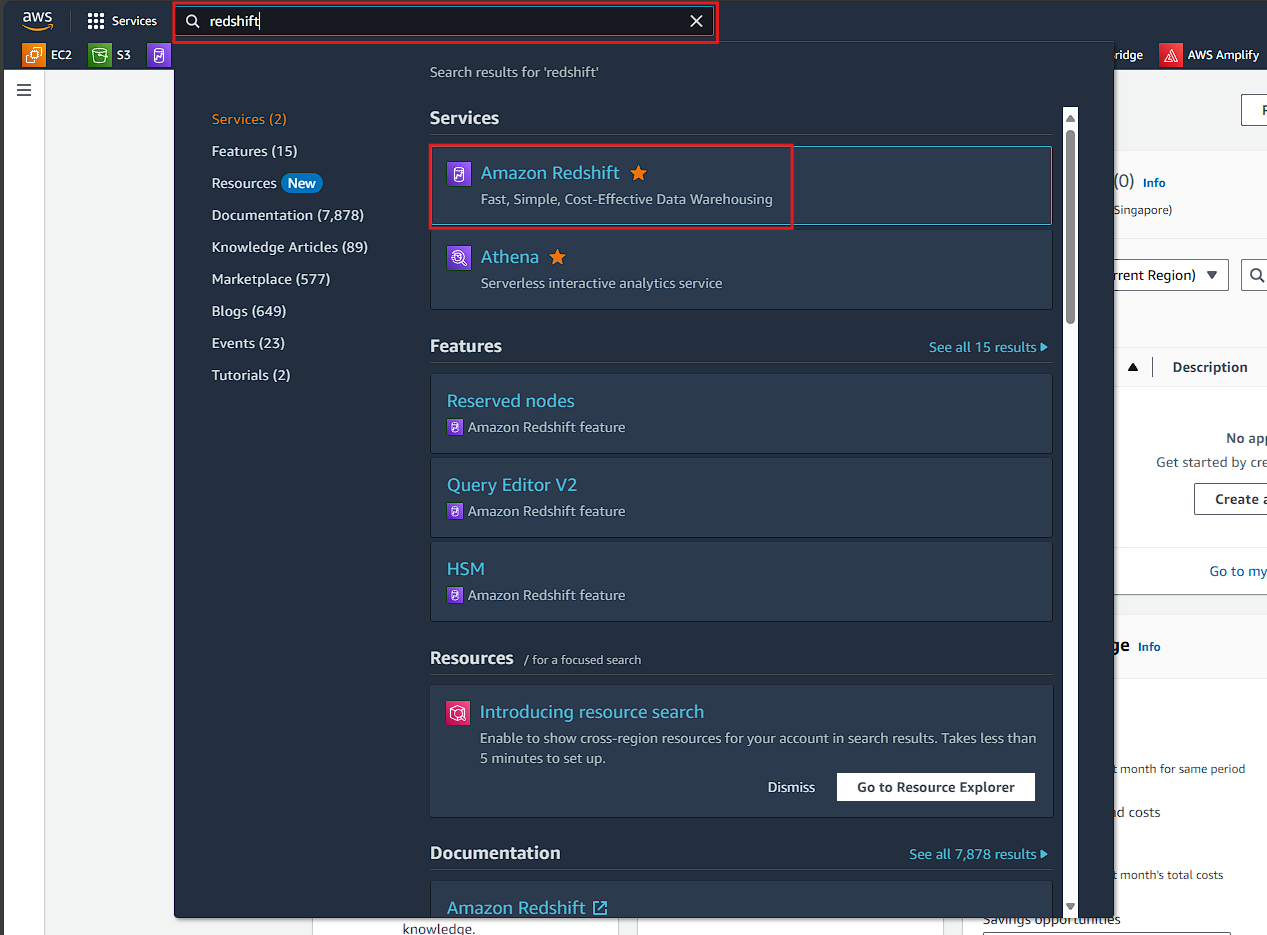 aws
Services
redshift
EC2
S3
ridge
AWS Amplify
Search results for 'redshift'
Services (2)
Features (15)
Resources New
Documentation (7,878)
Knowledge Articles (89)
Marketplace (577)
Blogs (649)
Events (23)
Tutorials (2)
Services
Amazon Redshift
Fast, Simple, Cost-Effective Data Warehousing
Athena
Serverless interactive analytics service
Features
See all 15 results
Reserved nodes
Amazon Redshift feature
Query Editor V2
Amazon Redshift feature
HSM
Amazon Redshift feature
Resources / for a focused search
Introducing resource search
Enable to show cross-region resources for your account in search results. Takes less than
5 minutes to set up.
Dismiss
Go to Resource Explorer
Documentation
See all 7,878 results
Amazon Redshift
(0) Info
Singapore)
rrent Region)
Description
No app
Get started by cre
Create a
Go to my
ge Info
t month for same period
nd costs
t month's total costs
Savings opportunities
knowledge.